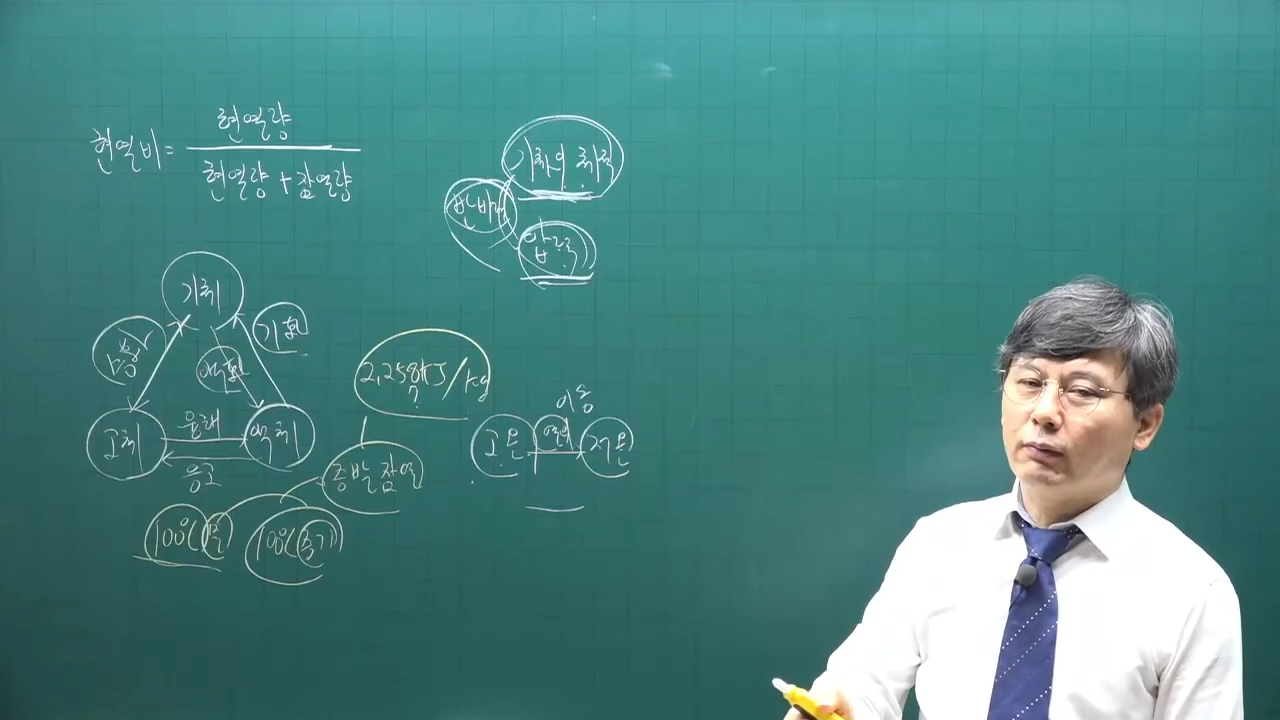 현열비 = 현열량
현열량 + 잠열량
기체의 체적
반비례
압력
기체
승화
기화
액화
고체
융해
액체
응고
2,258kJ/kg
?
증발잠열
100℃물
100℃증기
이동
고온
열의
저온